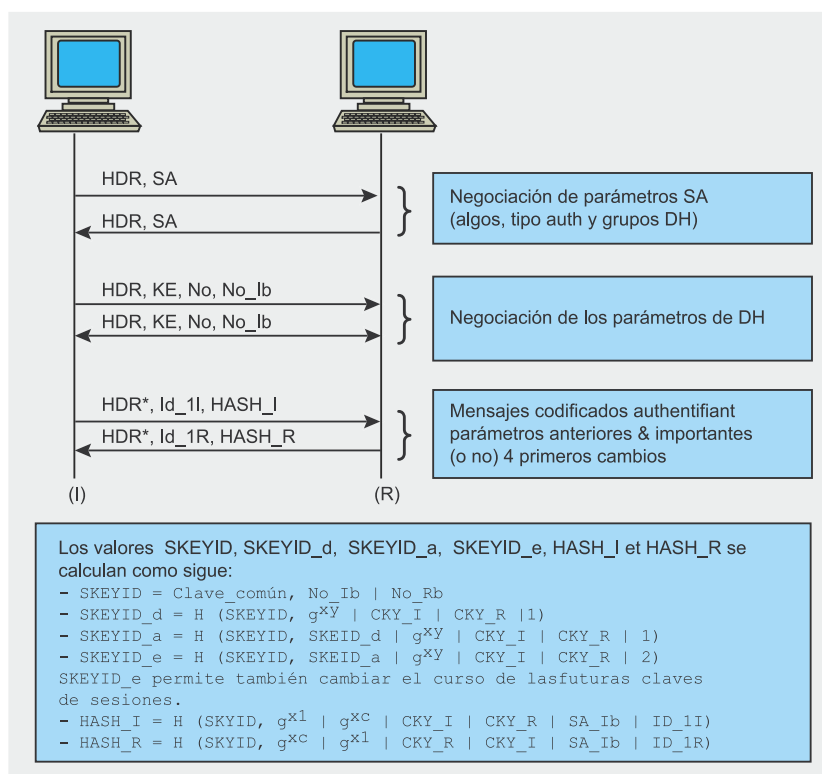 HDR, SA
HDR, SA
Negociación de parámetros SA
(algos, tipo auth y grupos DH)
HDR, KE, No, No_Ib
HDR, KE, No, No_Ib
Negociación de los parámetros de DH
HDR*, Id_1I, HASH_I
HDR*, Id_1R, HASH_R
Mensajes codificados authentifiant
parámetros anteriores & importantes
(o no) 4 primeros cambios
(I)
(R)
Los valores SKEYID, SKEYID_d, SKEYID_a, SKEYID_e, HASH_I et HASH_R se
calculan como sigue:
- SKEYID = Clave_común, No_Ib | No_Rb
- SKEYID_d = H (SKEYID, g^xy | CKY_I | CKY_R |1)
- SKEYID_a = H (SKEYID, SKEID_d | g^xy | CKY_I | CKY_R | 1)
- SKEYID_e = H (SKEYID, SKEID_a | g^xy | CKY_I | CKY_R | 2)
SKEYID_e permite también cambiar el curso de lasfuturas claves
de sesiones.
- HASH_I = H (SKYID, g^x1 | g^xc | CKY_I | CKY_R | SA_Ib | ID_1I)
- HASH_R = H (SKYID, g^xc | g^x1 | CKY_R | CKY_I | SA_Ib | ID_1R)